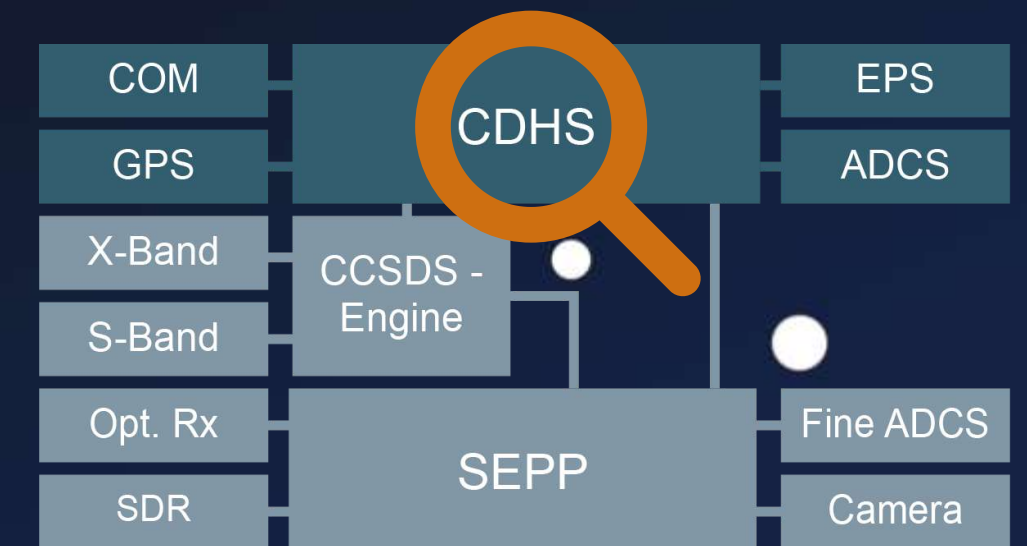 COM
CDHS
EPS
GPS
ADCS
X-Band
CCSDS -
Engine
S-Band
Opt. Rx
SEPP
Fine ADCS
SDR
Camera